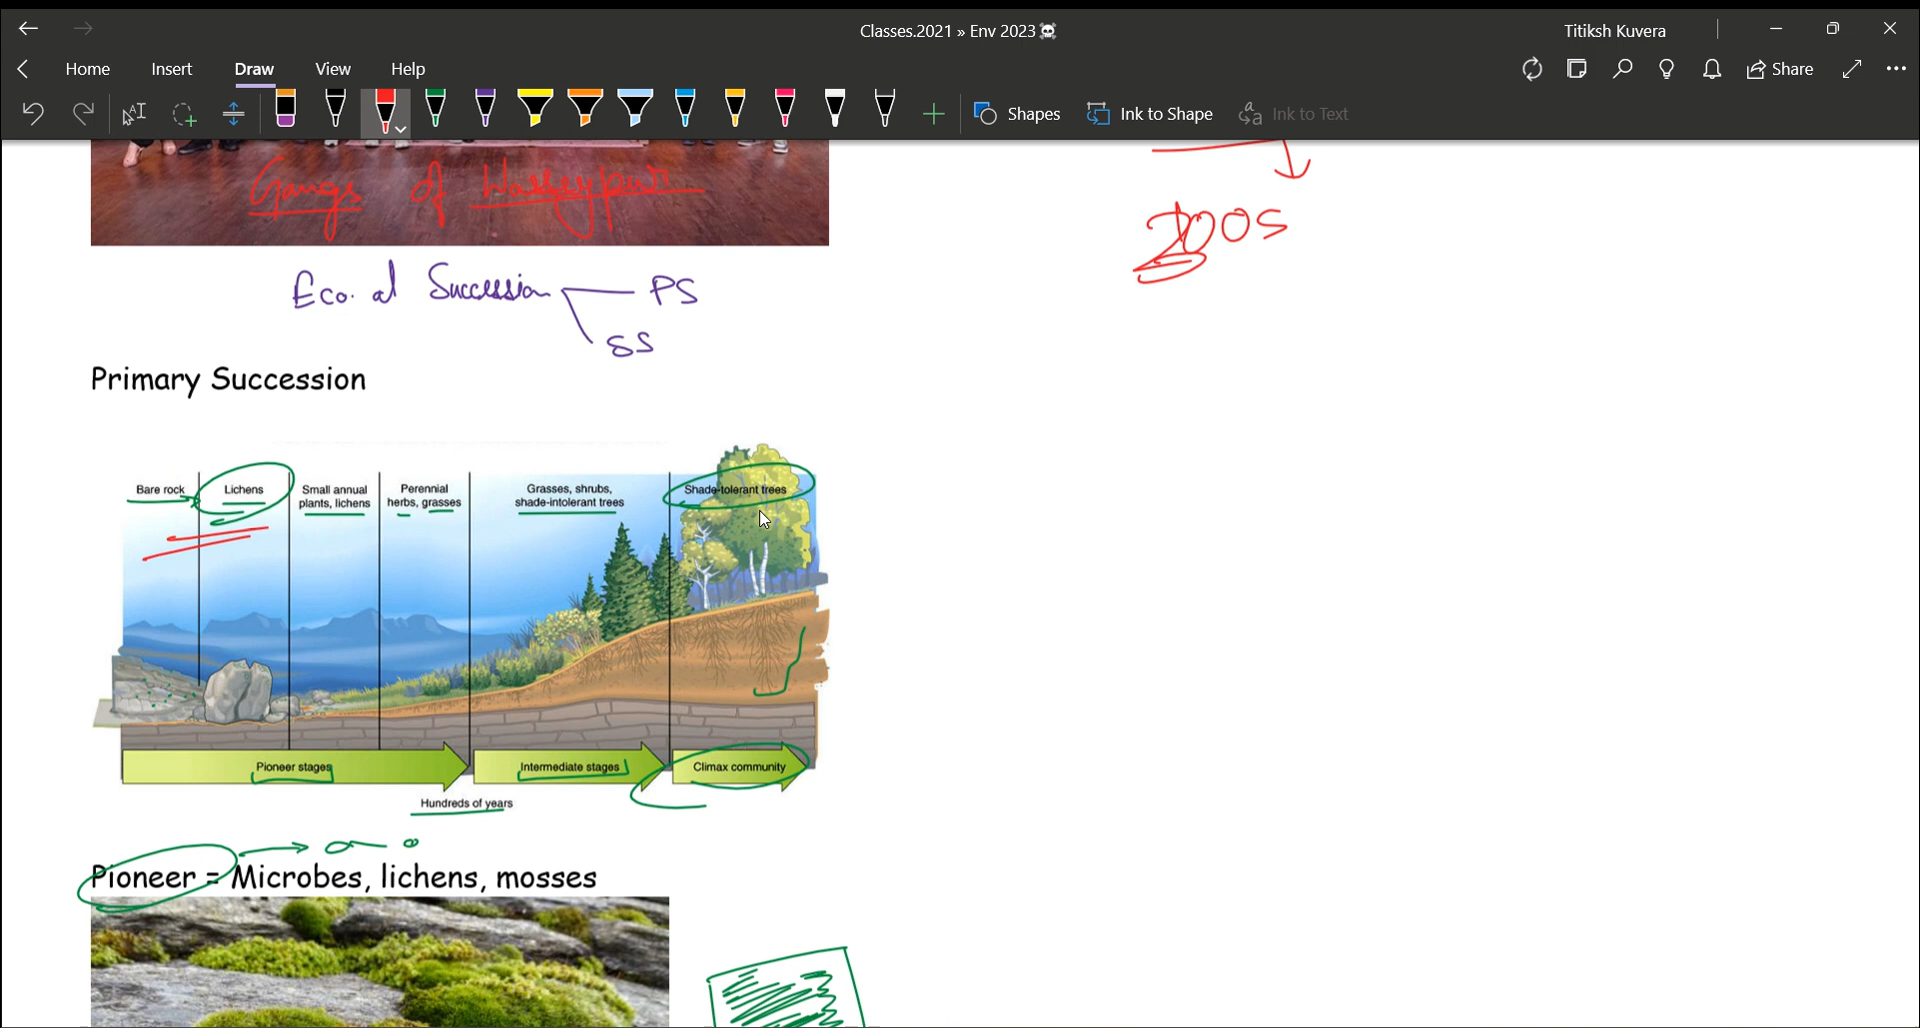 Classes.2021 » Env 2023☠
Titiksh Kuvera
Home Insert Draw View Help
Share
Shapes
Ink to Shape
Ink to Text
Gangs of Wasseypur
200s
Eco. al Succession
PS
SS
Primary Succession
Bare rock
Lichens
Small annual
plants, lichens
Perennial
herbs, grasses
Grasses, shrubs,
shade-intolerant trees
Shade-tolerant trees
Pioneer stages
Intermediate stages
Climax community
Hundreds of years
Pioneer = Microbes, lichens, mosses